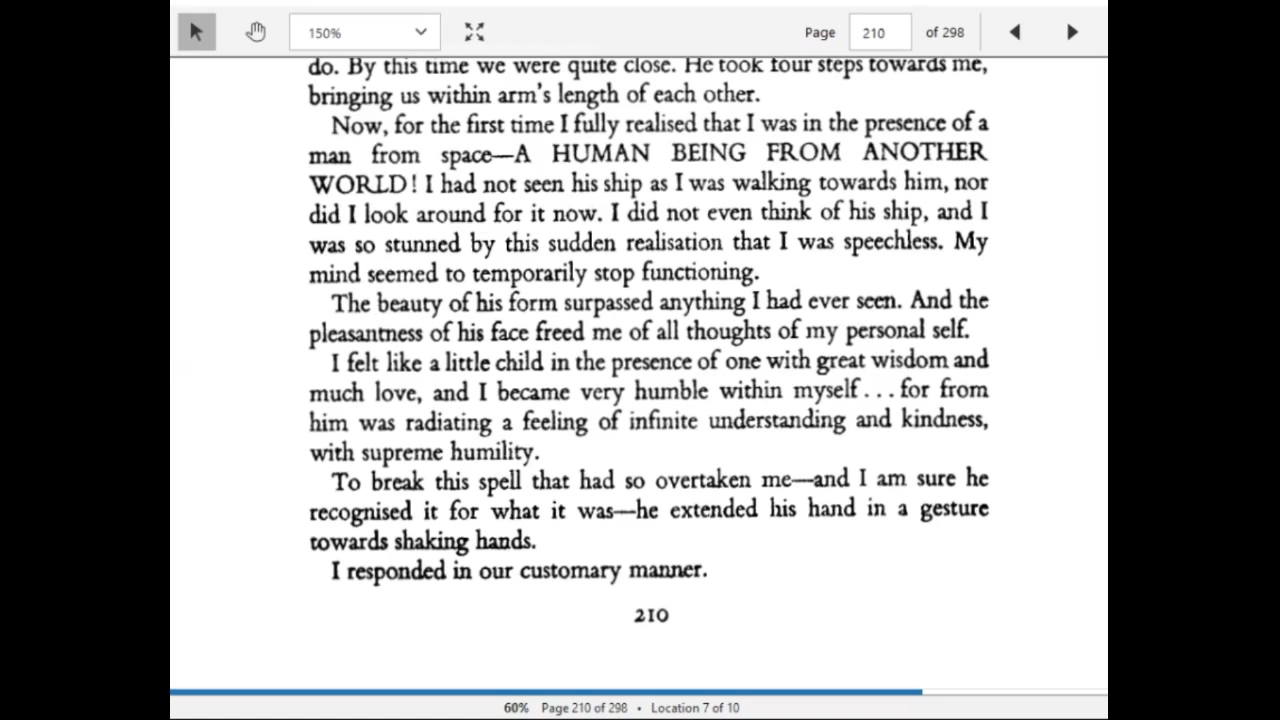 150%
Page 210 of 298
do. By this time we were quite close. He took four steps towards me,
bringing us within arm's length of each other.
Now, for the first time I fully realised that I was in the presence of a
man from space—A HUMAN BEING FROM ANOTHER
WORLD! I had not seen his ship as I was walking towards him, nor
did I look around for it now. I did not even think of his ship, and I
was so stunned by this sudden realisation that I was speechless. My
mind seemed to temporarily stop functioning.
The beauty of his form surpassed anything I had ever seen. And the
pleasantness of his face freed me of all thoughts of my personal self.
I felt like a little child in the presence of one with great wisdom and
much love, and I became very humble within myself . . . for from
him was radiating a feeling of infinite understanding and kindness,
with supreme humility.
To break this spell that had so overtaken me—and I am sure he
recognised it for what it was—he extended his hand in a gesture
towards shaking hands.
I responded in our customary manner.
210
60% Page 210 of 298 • Location 7 of 10